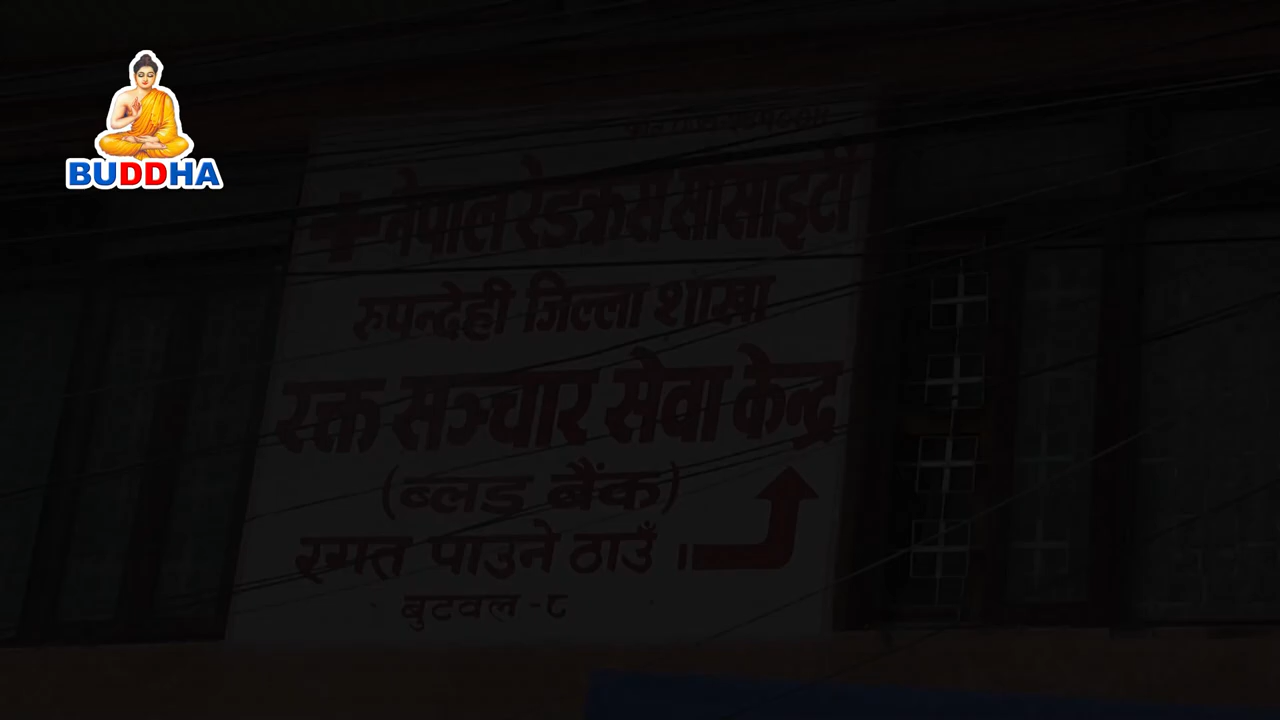 BUDDHA
नेपाल रेडक्रस सोसाइटी
रुपन्देही जिल्ला शाखा
रक्त सञ्चार सेवा केन्द्र
(ब्लड बैंक)
रगत पाउने ठाउँ ।
बुटवल - ८